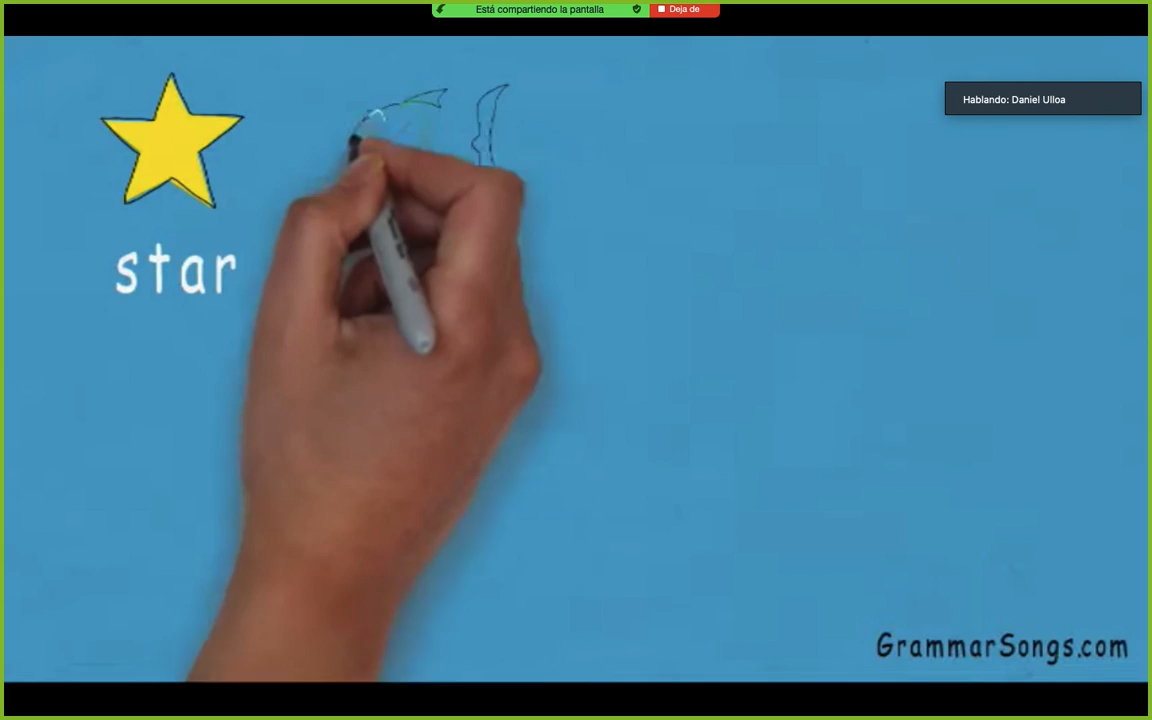 Está compartiendo la pantalla
Deja de
Hablando: Daniel Ulloa
star
GrammarSongs.com